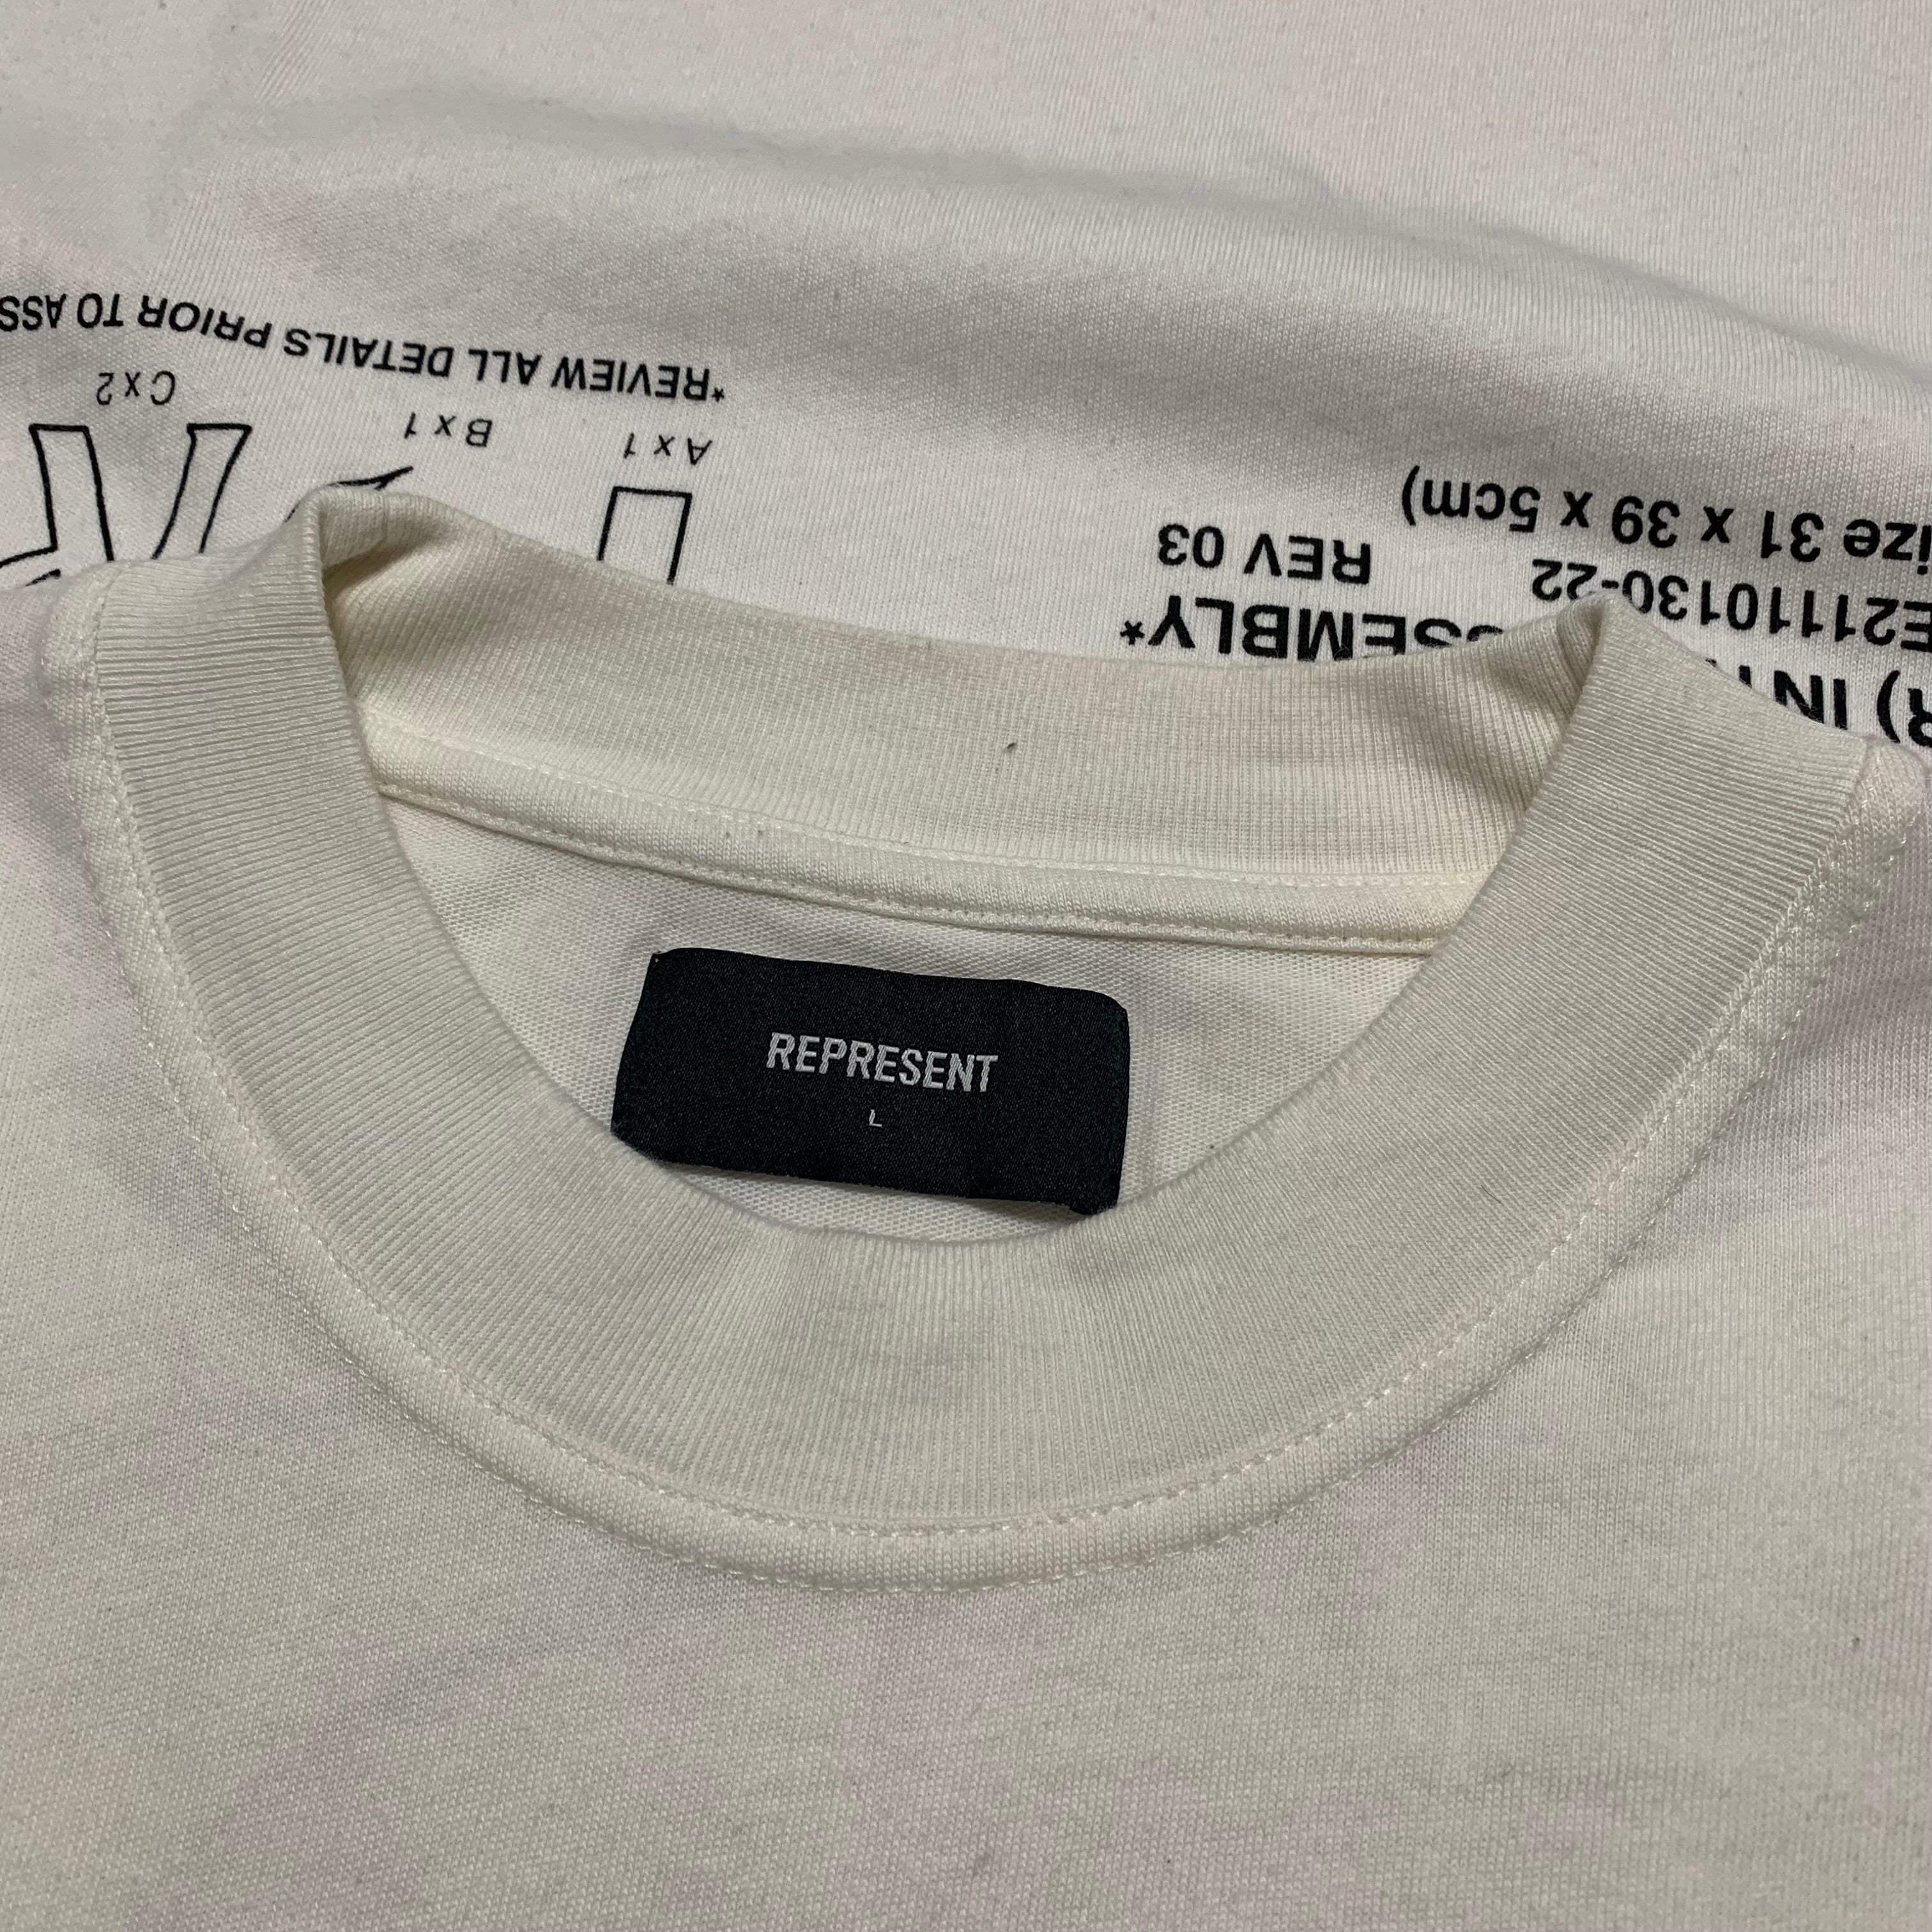 REPRESENT
L
R) INT
SSEMBLY*
E21110130-22
REV 03
ize 31 x 39 x 5cm)
A x 1
B x 1
C x 2
*REVIEW ALL DETAILS PRIOR TO ASS